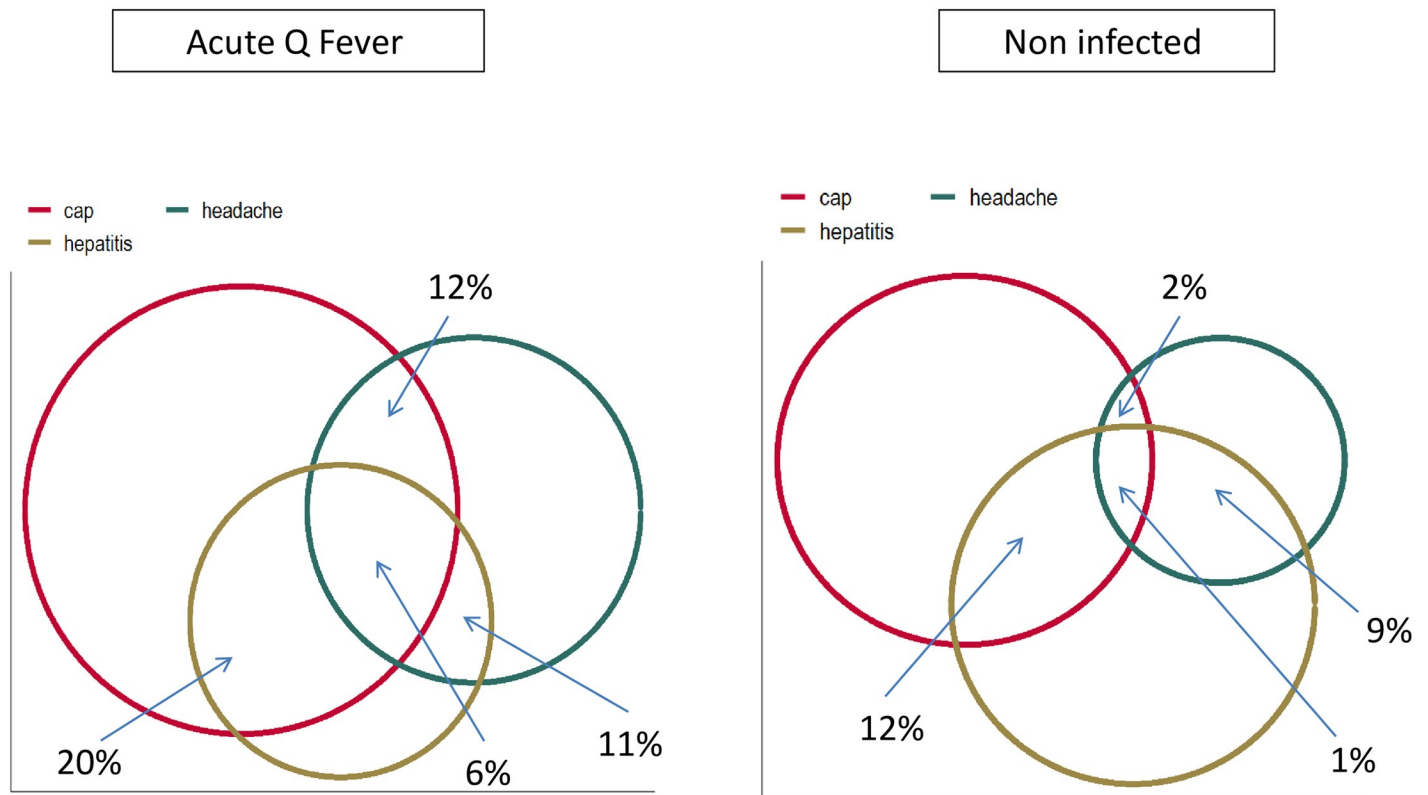 Acute Q Fever
Non infected
cap headache
hepatitis
12%
20%
6%
11%
cap headache
hepatitis
2%
12%
9%
1%